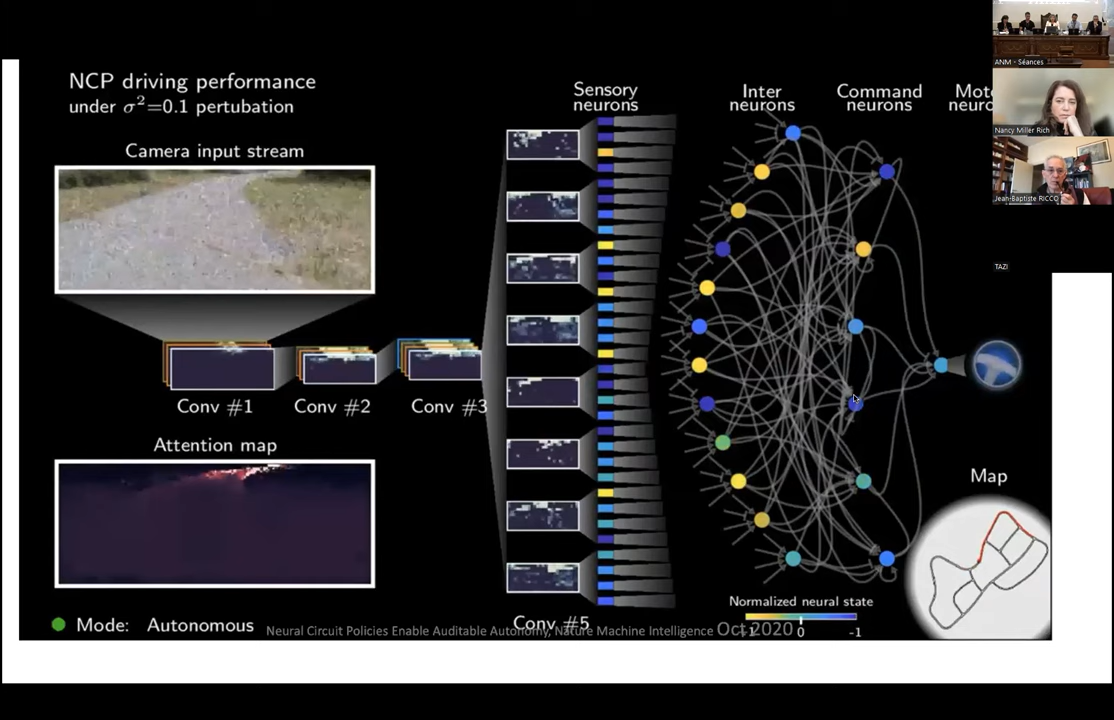 NCP driving performance
under σ²=0.1 pertubation
Camera input stream
Conv #1
Conv #2
Conv #3
Attention map
Mode: Autonomous
Sensory
neurons
Conv #5
Inter
neurons
Command
neurons
Moto
neuro
Map
Normalized neural state
0
-1
Neural Circuit Policies Enable Auditable Autonomy, Nature Machine Intelligence Oct 2020
ANM - Séances
Nancy Miller Rich
Jean-Baptiste RICCO
TAZI